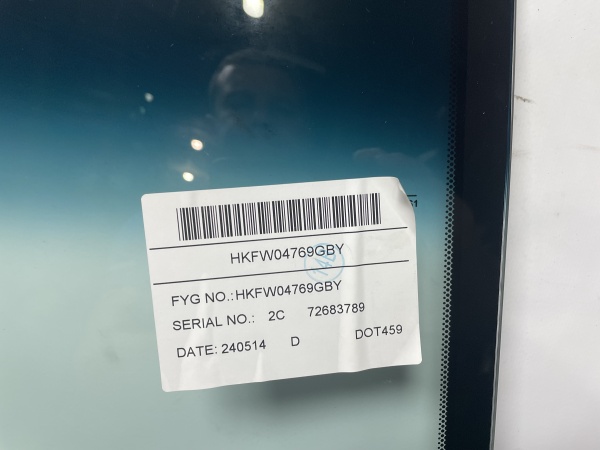 HKFW04769GBY
FYG NO.:HKFW04769GBY
SERIAL NO.: 2C 72683789
DATE: 240514 D DOT459